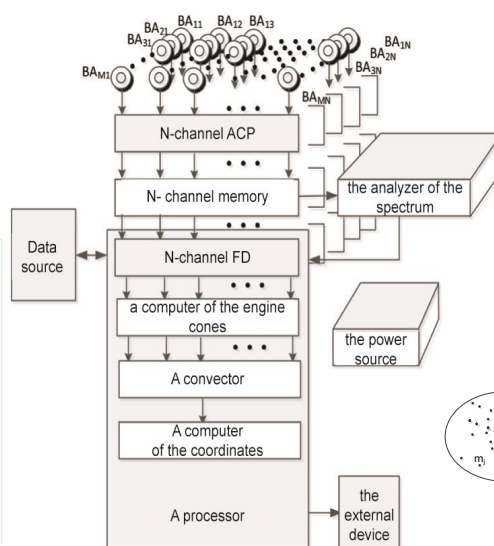 BA11
BA12
BA13
BA21
BA31
BAM1
BA1N
BA2N
BA3N
BAMN
N-channel ACP
N- channel memory
the analyzer of the
spectrum
Data
source
N-channel FD
a computer of the engine
cones
the power
source
A convector
A computer
of the coordinates
mj
A processor
the
external
device